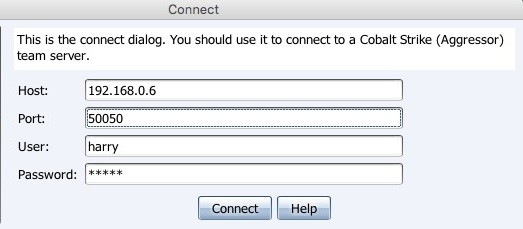 Connect
This is the connect dialog. You should use it to connect to a Cobalt Strike (Aggressor)
team server.
Host: 192.168.0.6
Port: 50050
User: harry
Password: *****
Connect Help